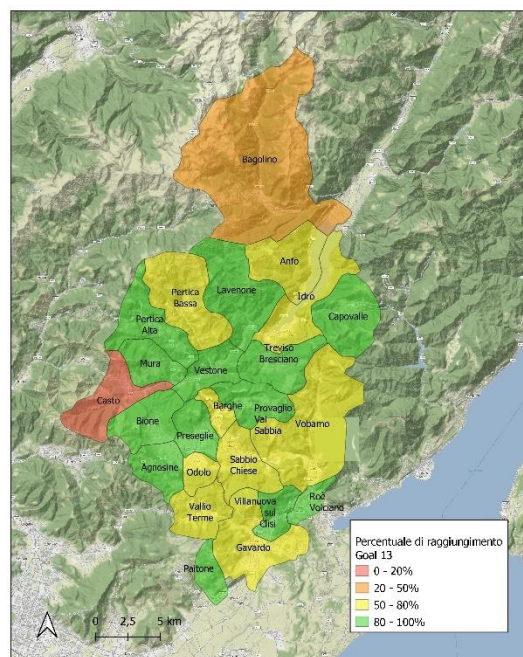 Bagolino
Anfo
Lavenone
Pertica
Bassa
Idro
Capovalle
Pertica
Alta
Treviso
Bresciano
Mura
Vestone
Casto
Barghe
Provaglio
Val
Sabbia
Bione
Vobarno
Preseglie
Sabbio
Chiese
Agnosine
Odolo
Vallio
Terme
Villanuova
sul
Clisi
Roè
Volciano
Gavardo
Paitone
Percentuale di raggiungimento
Goal 13
0 - 20%
20 - 50%
50 - 80%
80 - 100%
0 2,5 5 km